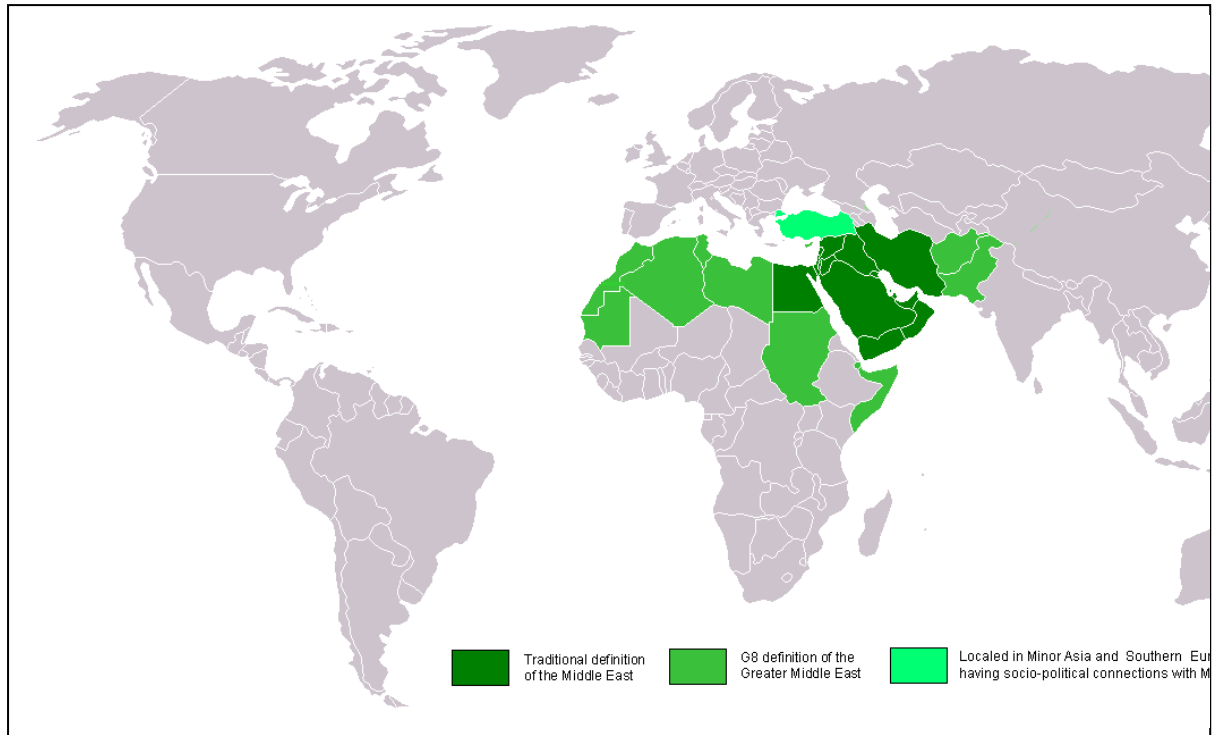 Traditional definition
of the Middle East
G8 definition of the
Greater Middle East
Localed in Minor Asia and Southern Eur
having socio-political connections with M